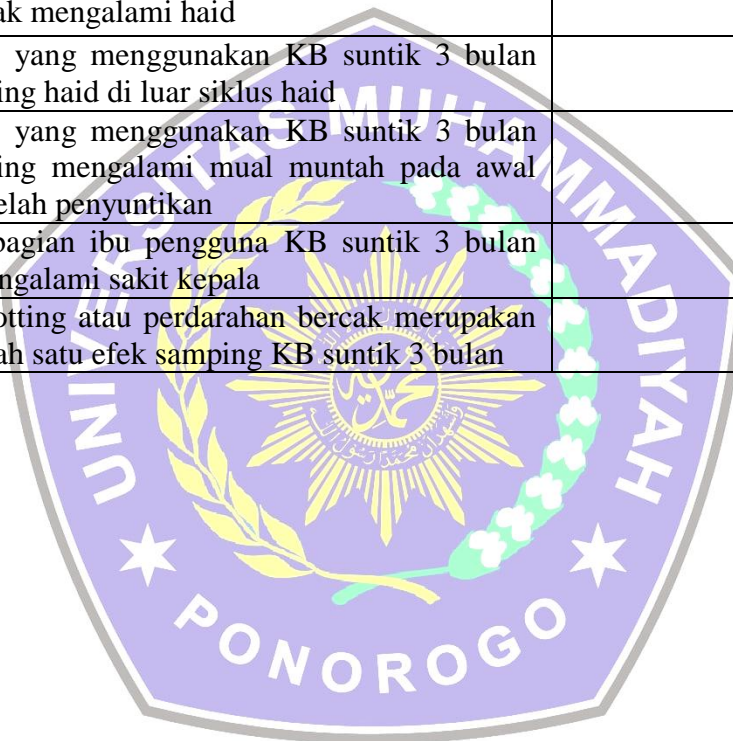 ak mengalami haid
yang menggunakan KB suntik 3 bulan
ing haid di luar siklus haid
yang menggunakan KB suntik 3 bulan
ing mengalami mual muntah pada awal
elah penyuntikan
bagian ibu pengguna KB suntik 3 bulan
ngalami sakit kepala
otting atau perdarahan bercak merupakan
ah satu efek samping KB suntik 3 bulan
UNIVERSITAS MUHAMMADIYAH
PONOROGO